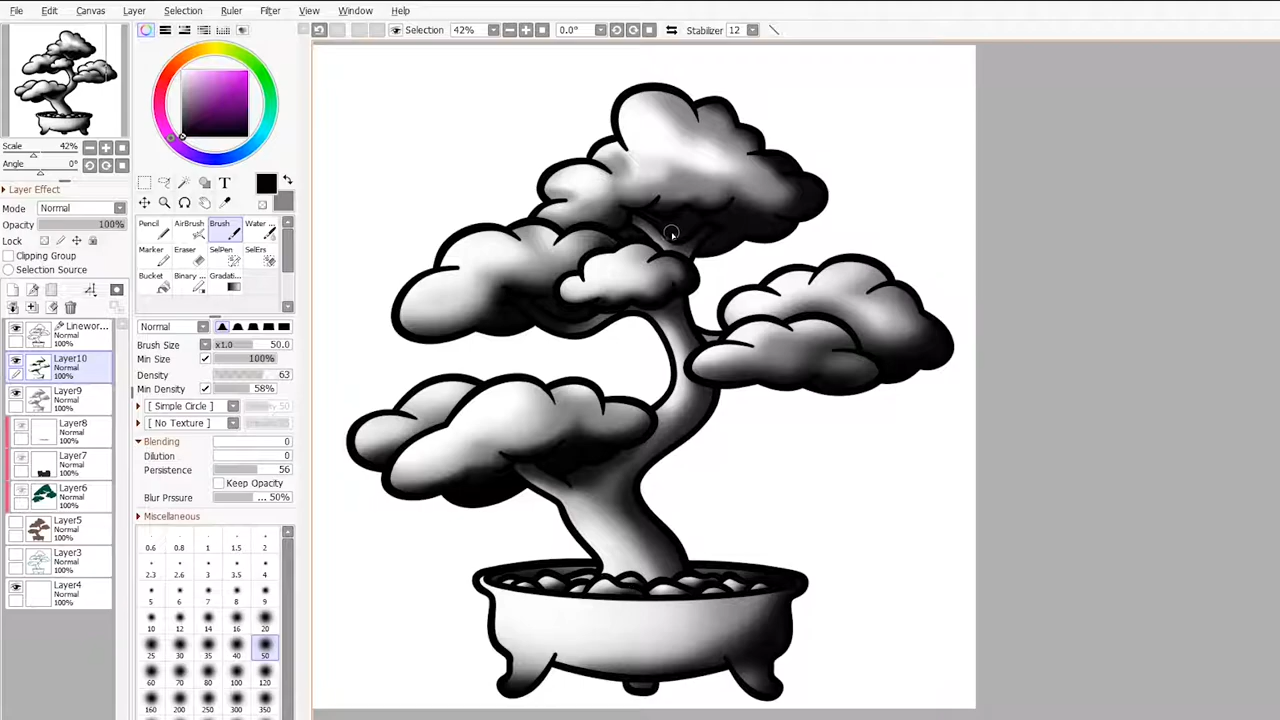 File Edit Canvas Layer Selection Ruler Filter View Window Help
Selection 42% 0.0° Stabilizer 12
Scale 42%
Angle 0°
Layer Effect
Mode Normal
Opacity 100%
Lock
Clipping Group
Selection Source
Linewor...
Normal
100%
Layer10
Normal
100%
Layer9
Normal
100%
Layer8
Normal
100%
Layer7
Normal
100%
Layer6
Normal
100%
Layer5
Normal
100%
Layer3
Normal
100%
Layer4
Normal
100%
T
Pencil AirBrush Brush Water ...
Marker Eraser SelPen SelErs
Bucket Binary ... Gradati...
Normal
Brush Size x1.0 50.0
Min Size 100%
Density 63
Min Density 58%
[ Simple Circle ] 50
[ No Texture ]
Blending 0
Dilution 0
Persistence 56
Keep Opacity
Blur Prsure ... 50%
Miscellaneous
0.6 0.8 1 1.5 2
2.3 2.6 3 3.5 4
5 6 7 8 9
10 12 14 16 20
25 30 35 40 50
60 70 80 100 120
160 200 250 300 350